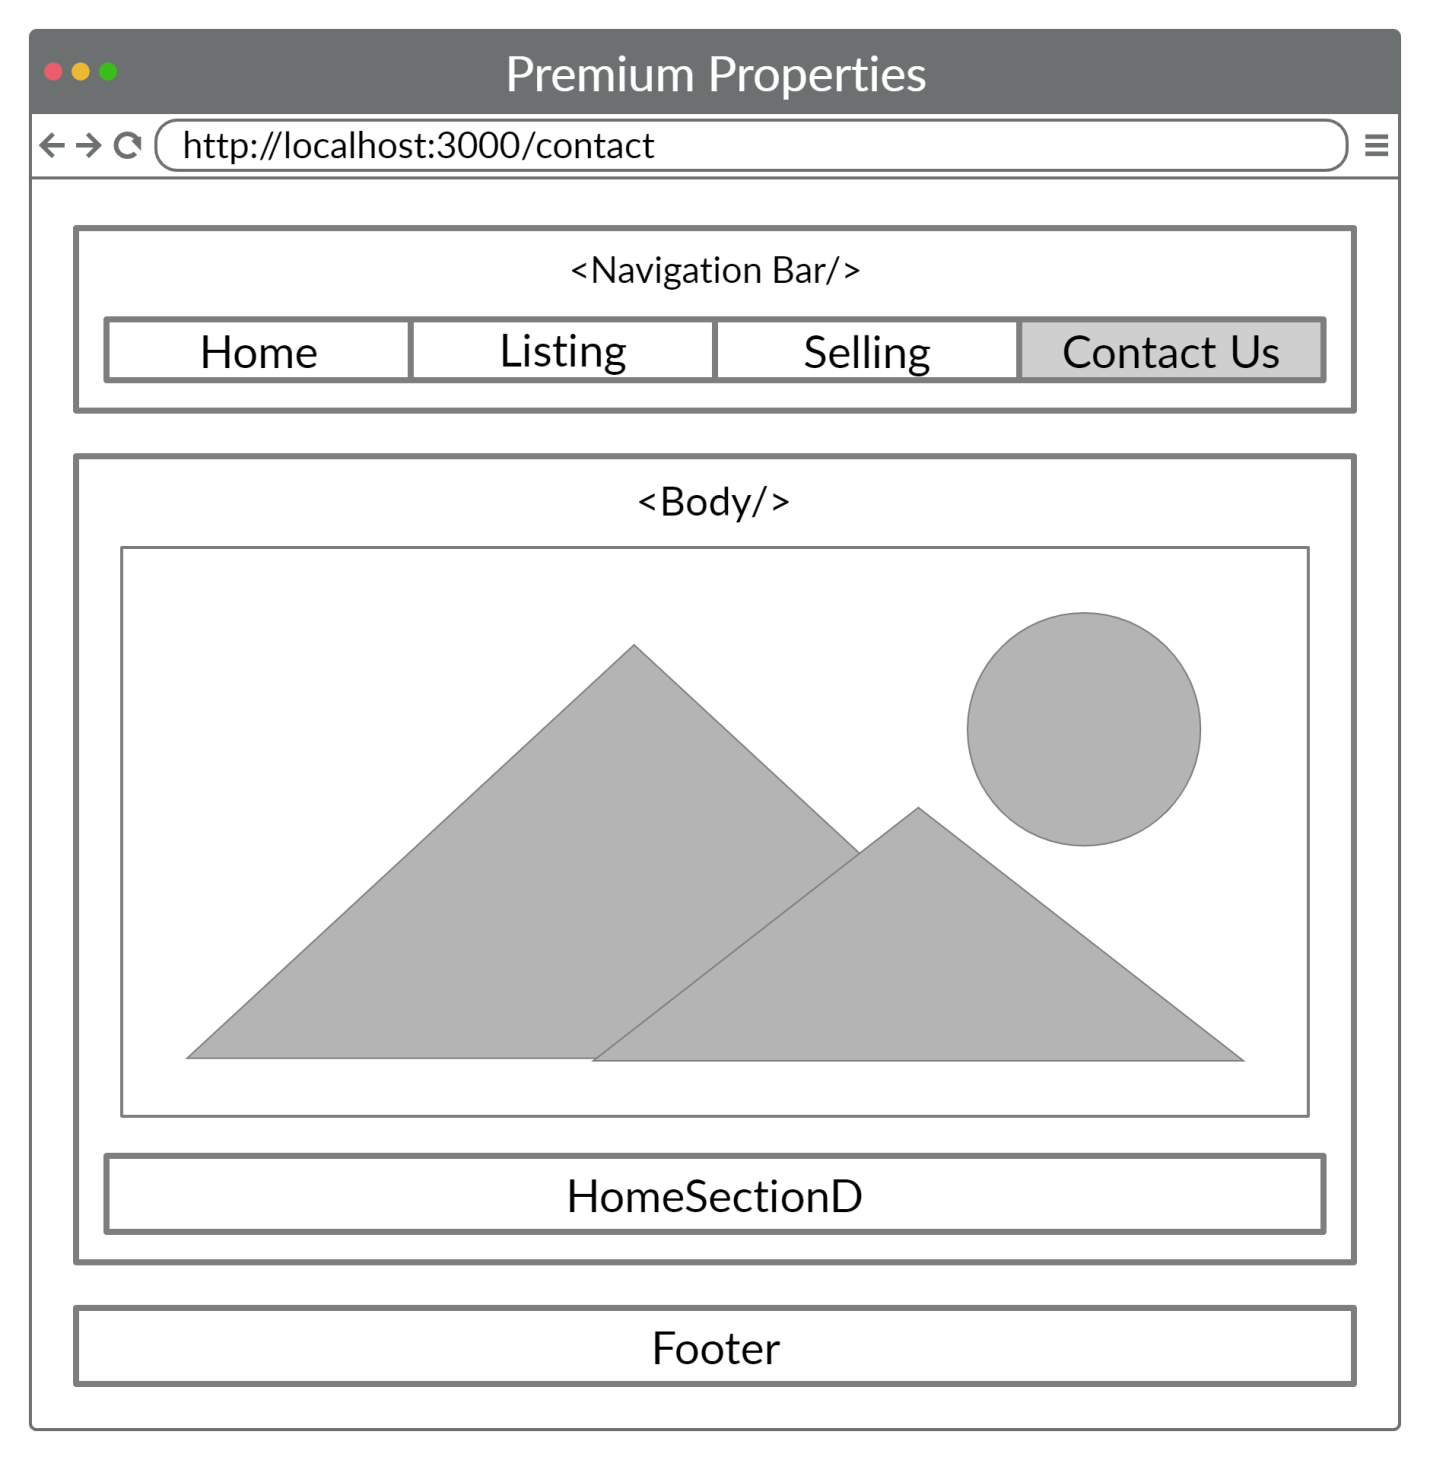 Premium Properties
http://localhost:3000/contact
<Navigation Bar/>
Home Listing Selling Contact Us
<Body/>
HomeSectionD
Footer